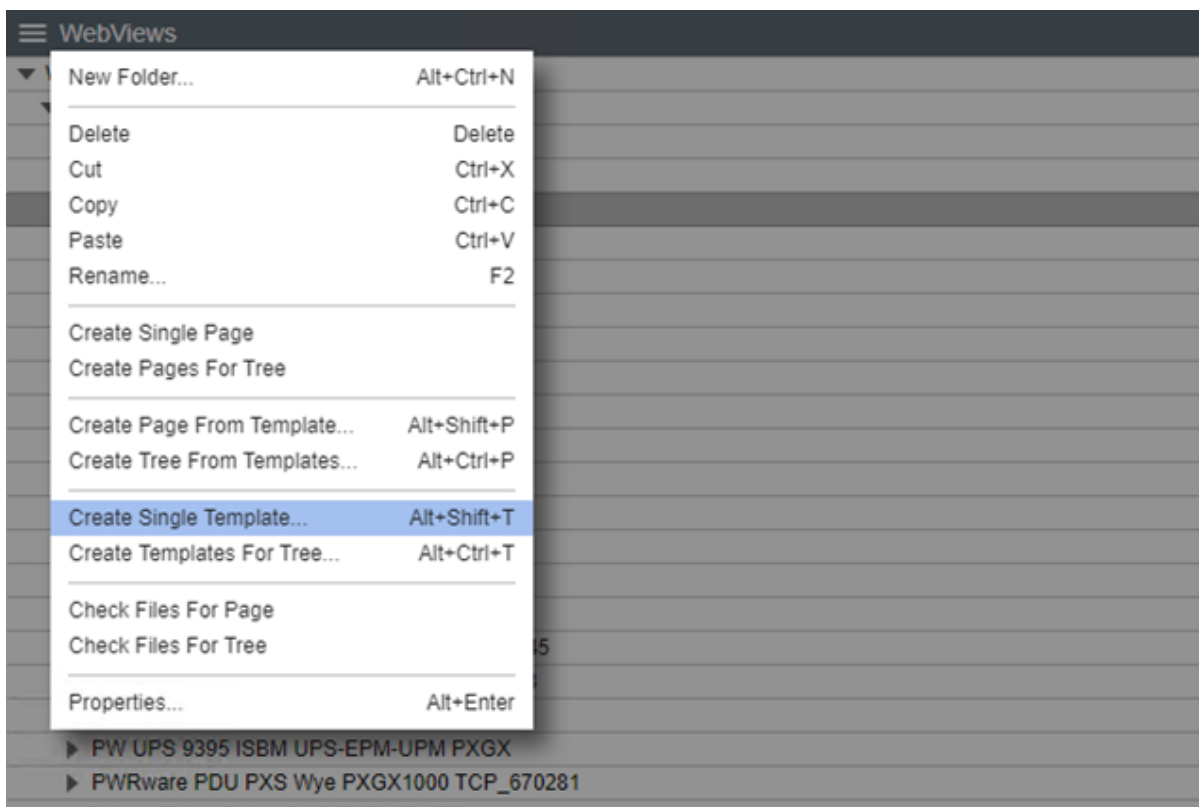 WebViews
New Folder... Alt+Ctrl+N
Delete Delete
Cut Ctrl+X
Copy Ctrl+C
Paste Ctrl+V
Rename... F2
Create Single Page
Create Pages For Tree
Create Page From Template... Alt+Shift+P
Create Tree From Templates... Alt+Ctrl+P
Create Single Template... Alt+Shift+T
Create Templates For Tree... Alt+Ctrl+T
Check Files For Page
Check Files For Tree
Properties... Alt+Enter
PW UPS 9395 ISBM UPS-EPM-UPM PXGX
PWRware PDU PXS Wye PXGX1000 TCP_670281